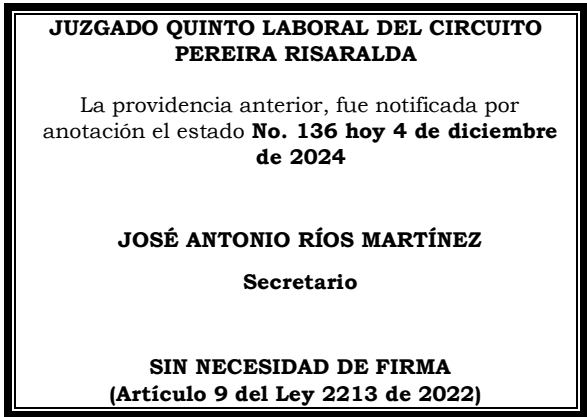 JUZGADO QUINTO LABORAL DEL CIRCUITO
PEREIRA RISARALDA
La providencia anterior, fue notificada por
anotación el estado No. 136 hoy 4 de diciembre
de 2024
JOSÉ ANTONIO RÍOS MARTÍNEZ
Secretario
SIN NECESIDAD DE FIRMA
(Artículo 9 del Ley 2213 de 2022)